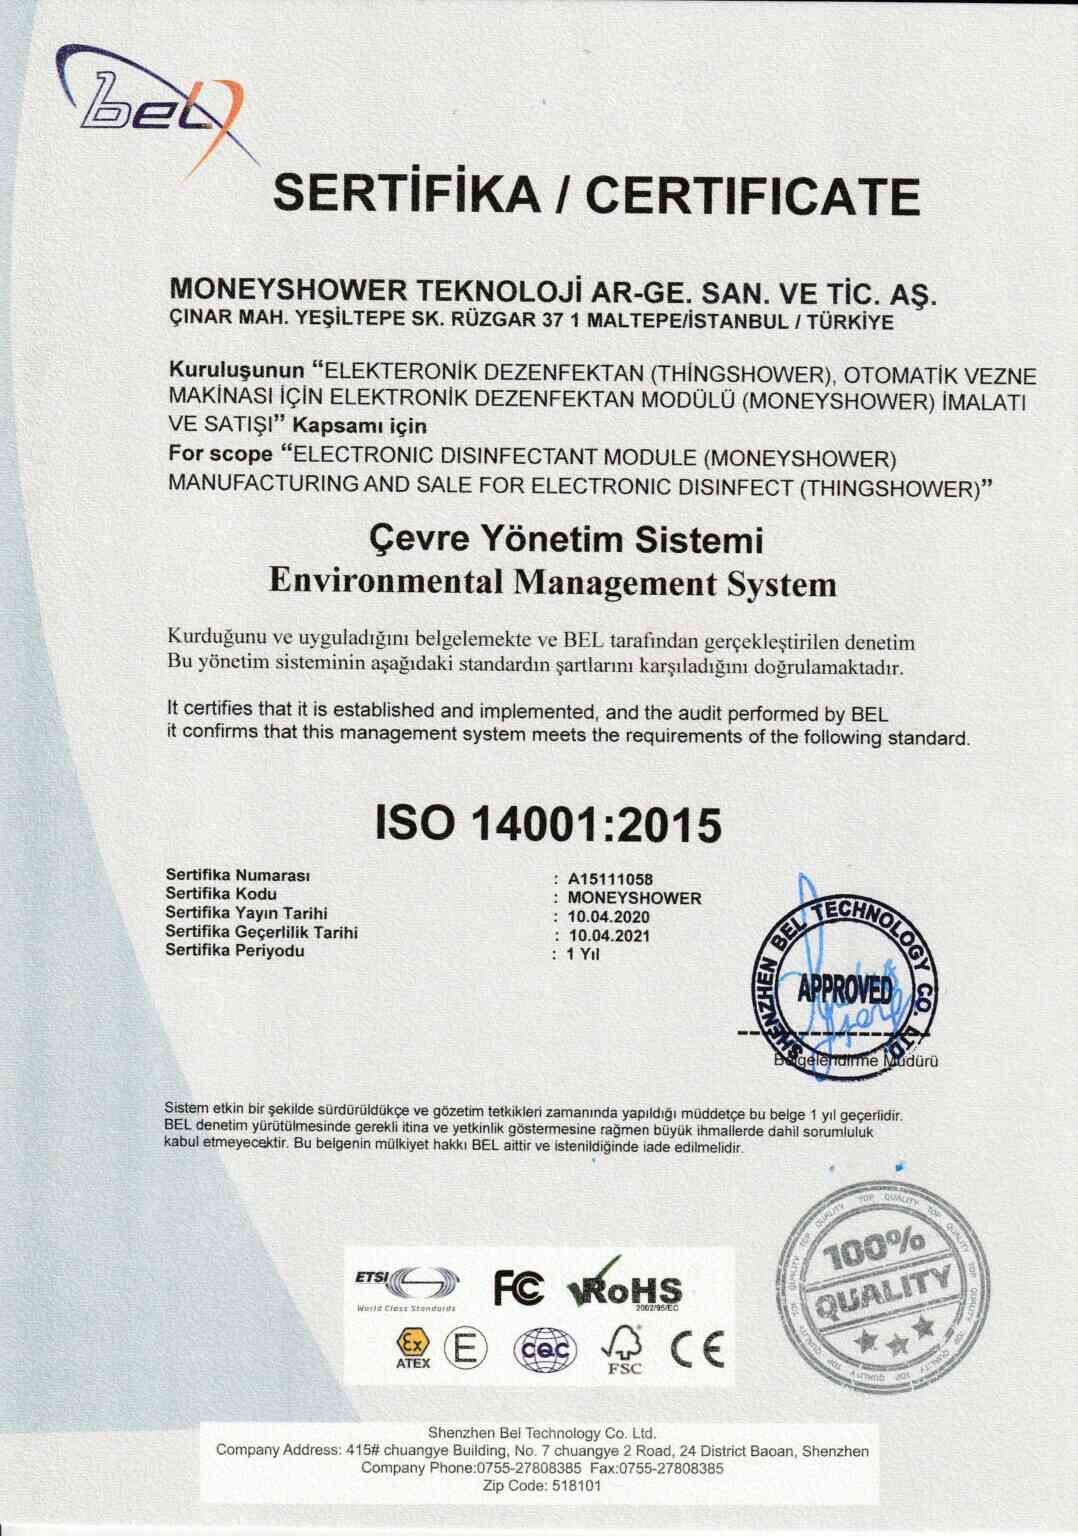 bel
SERTİFİKA / CERTIFICATE
MONEYSHOWER TEKNOLOJİ AR-GE. SAN. VE TİC. AŞ.
ÇINAR MAH. YEŞİLTEPE SK. RÜZGAR 37 1 MALTEPE/İSTANBUL / TÜRKİYE
Kuruluşunun “ELEKTERONİK DEZENFEKTAN (THİNGSHOWER), OTOMATİK VEZNE
MAKİNASI İÇİN ELEKTRONİK DEZENFEKTAN MODÜLÜ (MONEYSHOWER) İMALATI
VE SATIŞI” Kapsamı için
For scope “ELECTRONIC DISINFECTANT MODULE (MONEYSHOWER)
MANUFACTURING AND SALE FOR ELECTRONIC DISINFECT (THINGSHOWER)”
Çevre Yönetim Sistemi
Environmental Management System
Kurduğunu ve uyguladığını belgelemekte ve BEL tarafından gerçekleştirilen denetim
Bu yönetim sisteminin aşağıdaki standardın şartlarını karşıladığını doğrulamaktadır.
It certifies that it is established and implemented, and the audit performed by BEL
it confirms that this management system meets the requirements of the following standard.
ISO 14001:2015
Sertifika Numarası : A15111058
Sertifika Kodu : MONEYSHOWER
Sertifika Yayın Tarihi : 10.04.2020
Sertifika Geçerlilik Tarihi : 10.04.2021
Sertifika Periyodu : 1 Yıl
SHENZHEN BEL TECHNOLOGY CO. LTD.
APPROVED
Belgelendirme Müdürü
Sistem etkin bir şekilde sürdürüldükçe ve gözetim tetkikleri zamanında yapıldığı müddetçe bu belge 1 yıl geçerlidir.
BEL denetim yürütülmesinde gerekli itina ve yetkinlik göstermesine rağmen büyük ihmallerde dahil sorumluluk
kabul etmeyecektir. Bu belgenin mülkiyet hakkı BEL aittir ve istenildiğinde iade edilmelidir.
TOP QUALITY TOP QUALITY TOP QUALITY TOP QUALITY
100%
QUALITY
ETSI
World Class Standards
FC
RoHS
2002/95/EC
Ex
ATEX
E
CQC
FSC
CE
Shenzhen Bel Technology Co. Ltd.
Company Address: 415# chuangye Building, No. 7 chuangye 2 Road, 24 District Baoan, Shenzhen
Company Phone:0755-27808385 Fax:0755-27808385
Zip Code: 518101